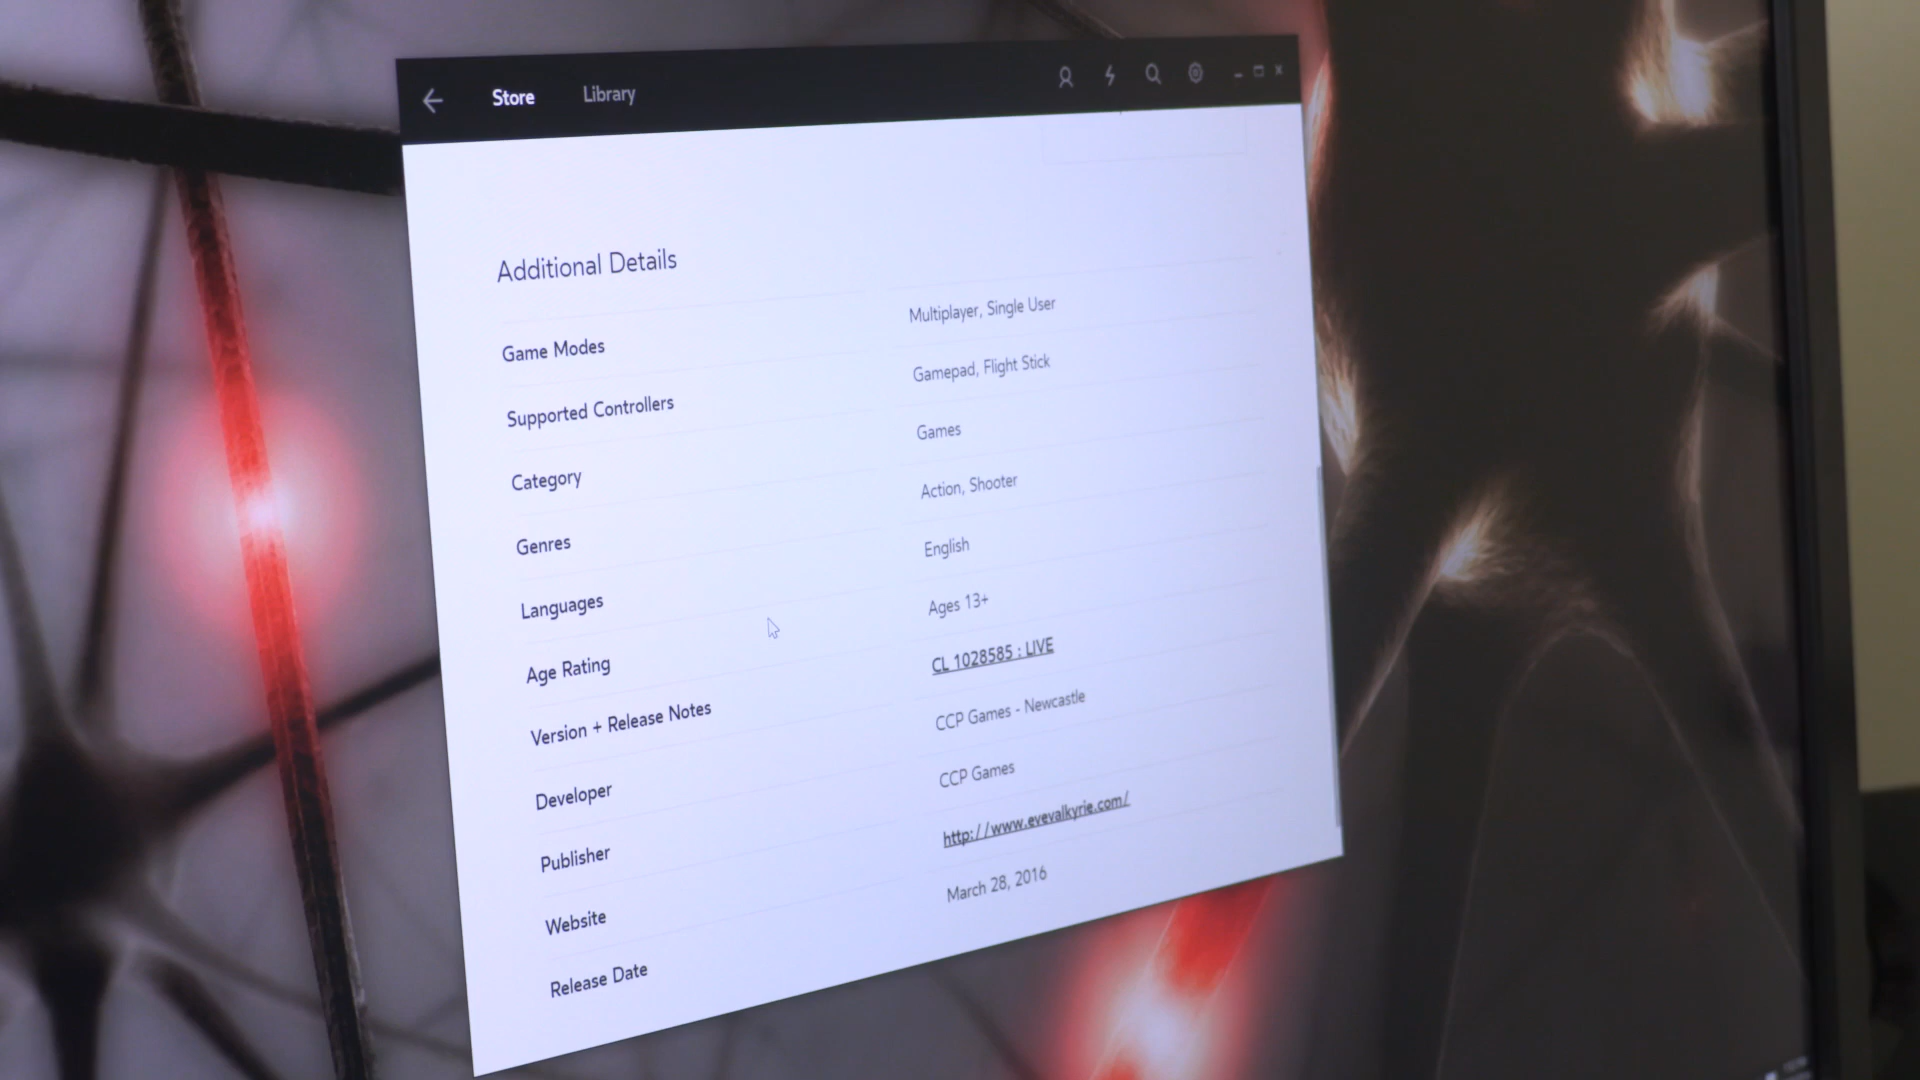 Store Library
Additional Details
Game Modes Multiplayer, Single User
Supported Controllers Gamepad, Flight Stick
Category Games
Genres Action, Shooter
Languages English
Age Rating Ages 13+
Version + Release Notes CL 1028585 : LIVE
Developer CCP Games - Newcastle
Publisher CCP Games
Website http://www.evevalkyrie.com/
Release Date March 28, 2016